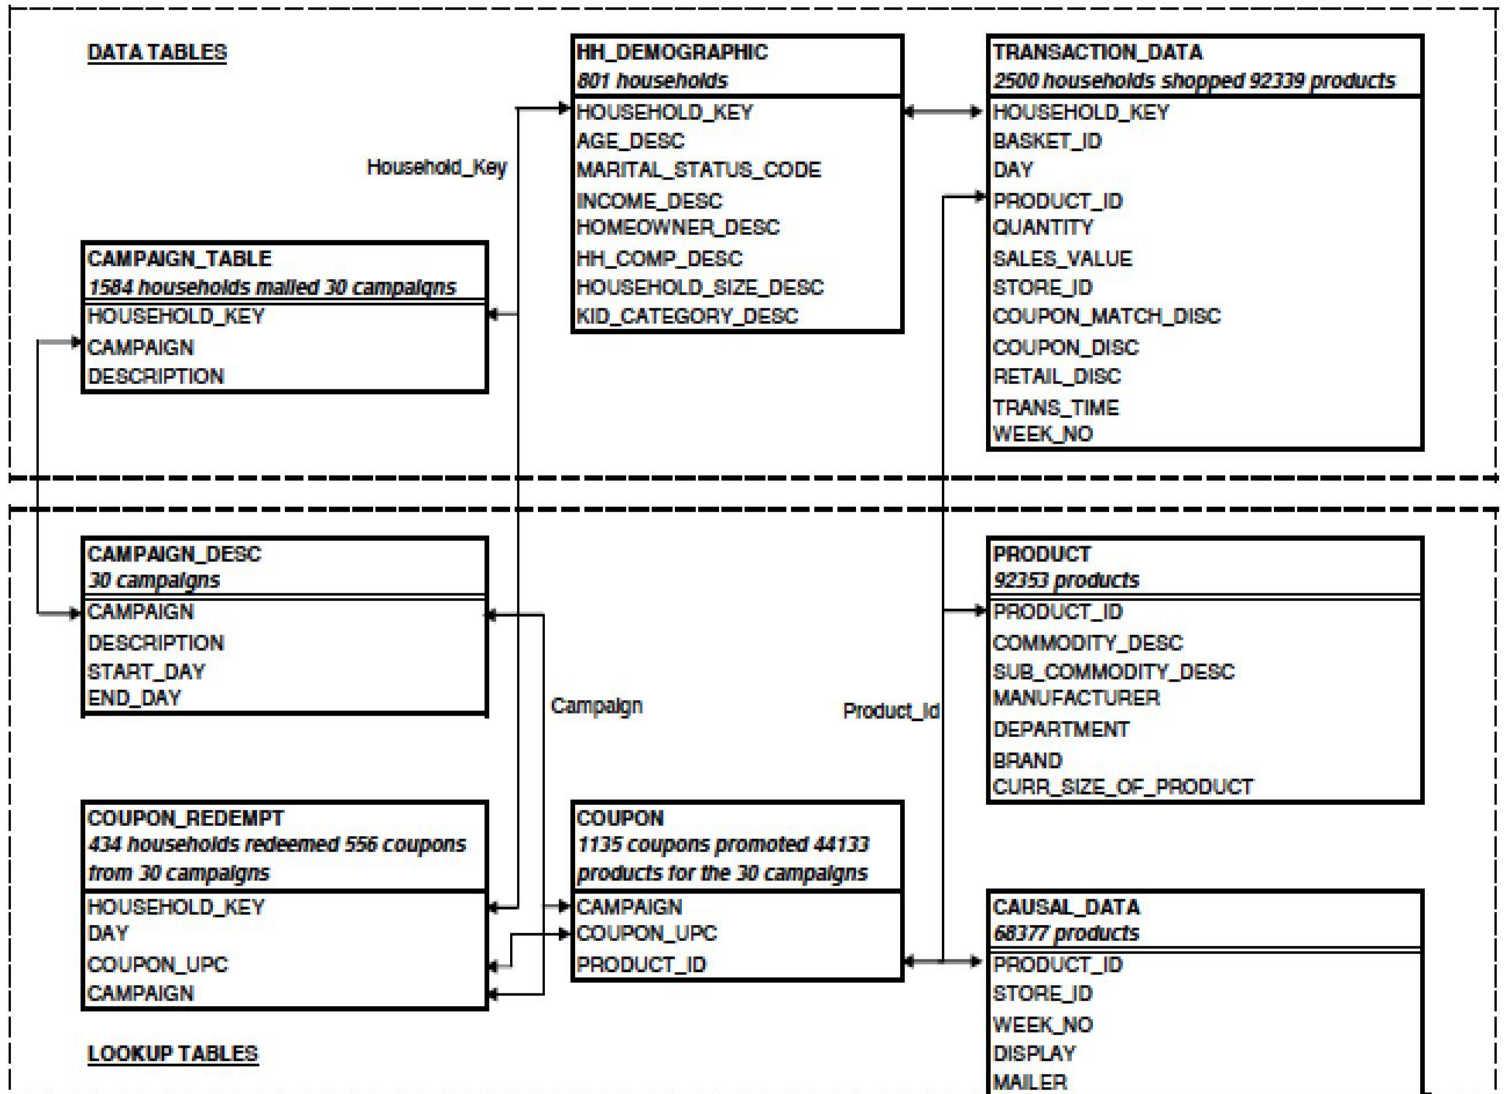 DATA TABLES
HH_DEMOGRAPHIC
801 households
HOUSEHOLD_KEY
AGE_DESC
MARITAL_STATUS_CODE
INCOME_DESC
HOMEOWNER_DESC
HH_COMP_DESC
HOUSEHOLD_SIZE_DESC
KID_CATEGORY_DESC
TRANSACTION_DATA
2500 households shopped 92339 products
HOUSEHOLD_KEY
BASKET_ID
DAY
PRODUCT_ID
QUANTITY
SALES_VALUE
STORE_ID
COUPON_MATCH_DISC
COUPON_DISC
RETAIL_DISC
TRANS_TIME
WEEK_NO
Household_Key
CAMPAIGN_TABLE
1584 households mailed 30 campaigns
HOUSEHOLD_KEY
CAMPAIGN
DESCRIPTION
CAMPAIGN_DESC
30 campaigns
CAMPAIGN
DESCRIPTION
START_DAY
END_DAY
Campaign
Product_Id
PRODUCT
92353 products
PRODUCT_ID
COMMODITY_DESC
SUB_COMMODITY_DESC
MANUFACTURER
DEPARTMENT
BRAND
CURR_SIZE_OF_PRODUCT
COUPON_REDEMPT
434 households redeemed 556 coupons
from 30 campaigns
HOUSEHOLD_KEY
DAY
COUPON_UPC
CAMPAIGN
COUPON
1135 coupons promoted 44133
products for the 30 campaigns
CAMPAIGN
COUPON_UPC
PRODUCT_ID
CAUSAL_DATA
68377 products
PRODUCT_ID
STORE_ID
WEEK_NO
DISPLAY
MAILER
LOOKUP TABLES